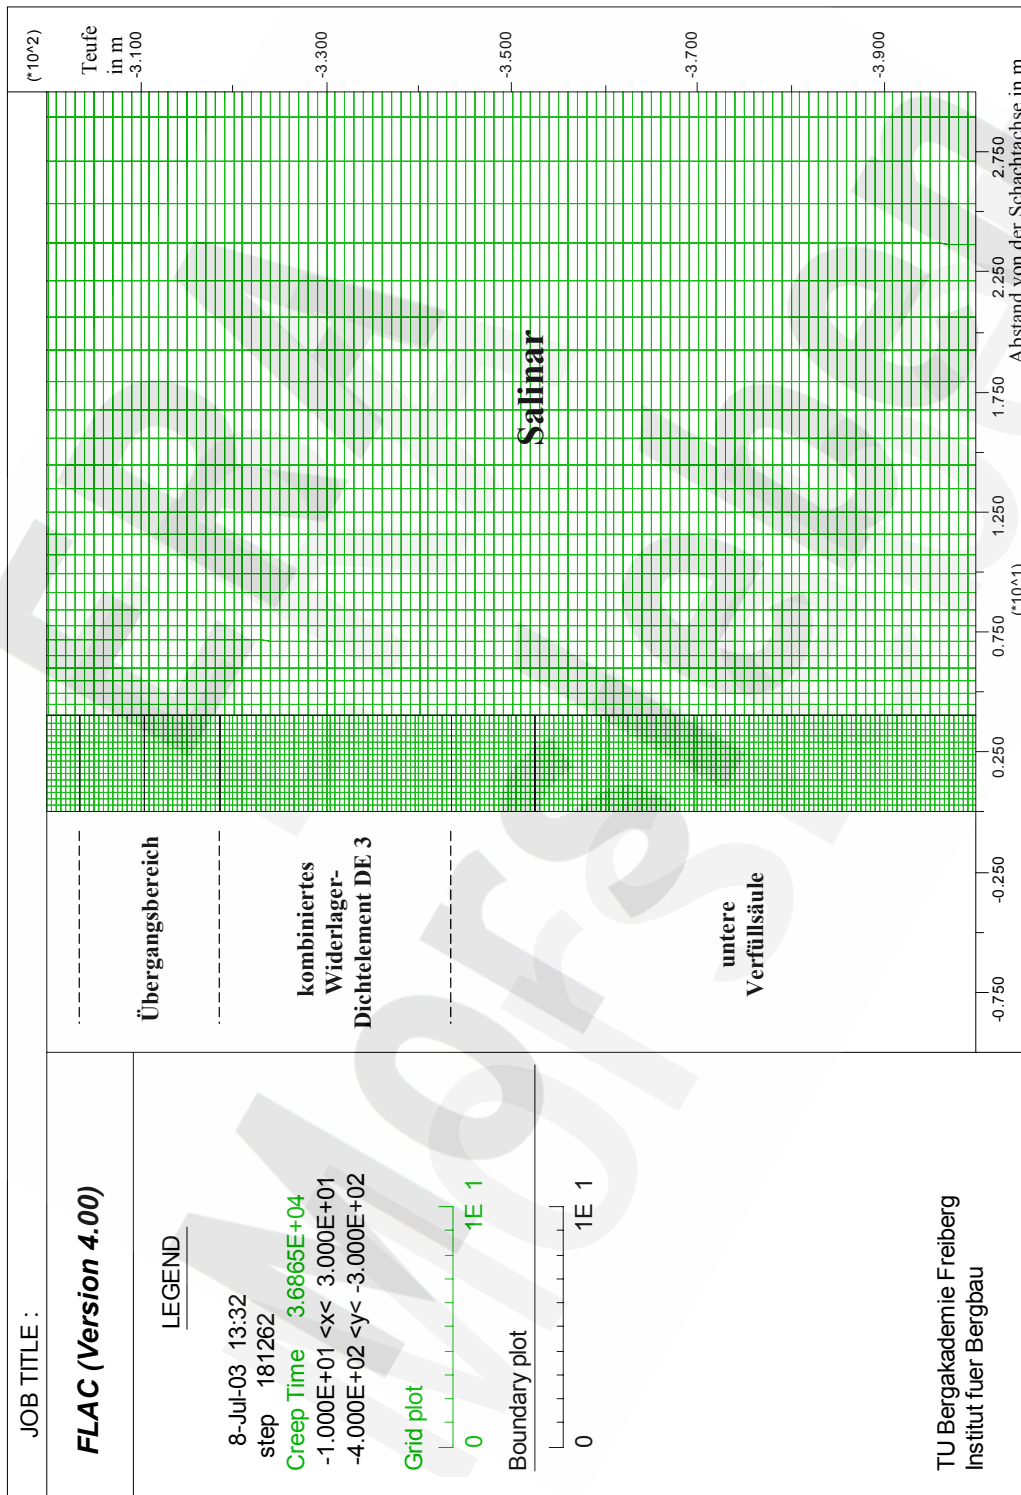 JOB TITLE :
FLAC (Version 4.00)
LEGEND
8-Jul-03 13:32
step 181262
Creep Time 3.6865E+04
-1.000E+01 <x< 3.000E+01
-4.000E+02 <y< -3.000E+02
Grid plot
0 1E 1
Boundary plot
0 1E 1
TU Bergakademie Freiberg
Institut fuer Bergbau
Übergangsbereich
kombiniertes
Widerlager-
Dichtelement DE 3
untere
Verfüllsäule
Salinar
(*10^2)
Teufe
in m
-3.100
-3.300
-3.500
-3.700
-3.900
-0.750
-0.250
0.250
0.750
1.250
1.750
2.250
2.750
(*10^1)
Abstand von der Schachtachse in m
ERA
Morsleben